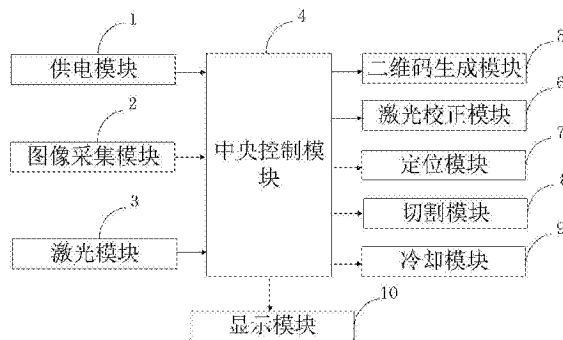 1
供电模块
2
图像采集模块
3
激光模块
4
中央控制模
块
5
二维码生成模块
6
激光校正模块
7
定位模块
8
切割模块
9
冷却模块
10
显示模块